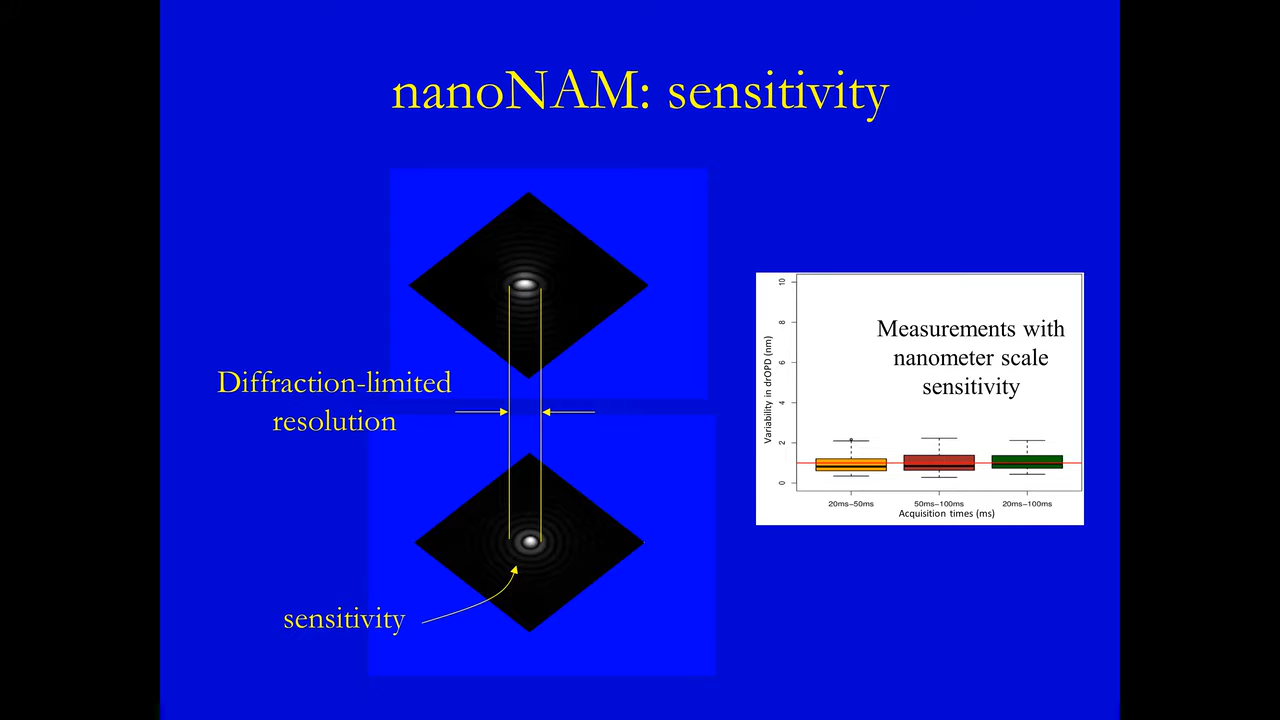 nanoNAM: sensitivity
Diffraction-limited
resolution
sensitivity
Measurements with
nanometer scale
sensitivity
Variability in drOPD (nm)
10
8
6
4
2
0
20ms–50ms
50ms–100ms
20ms–100ms
Acquisition times (ms)